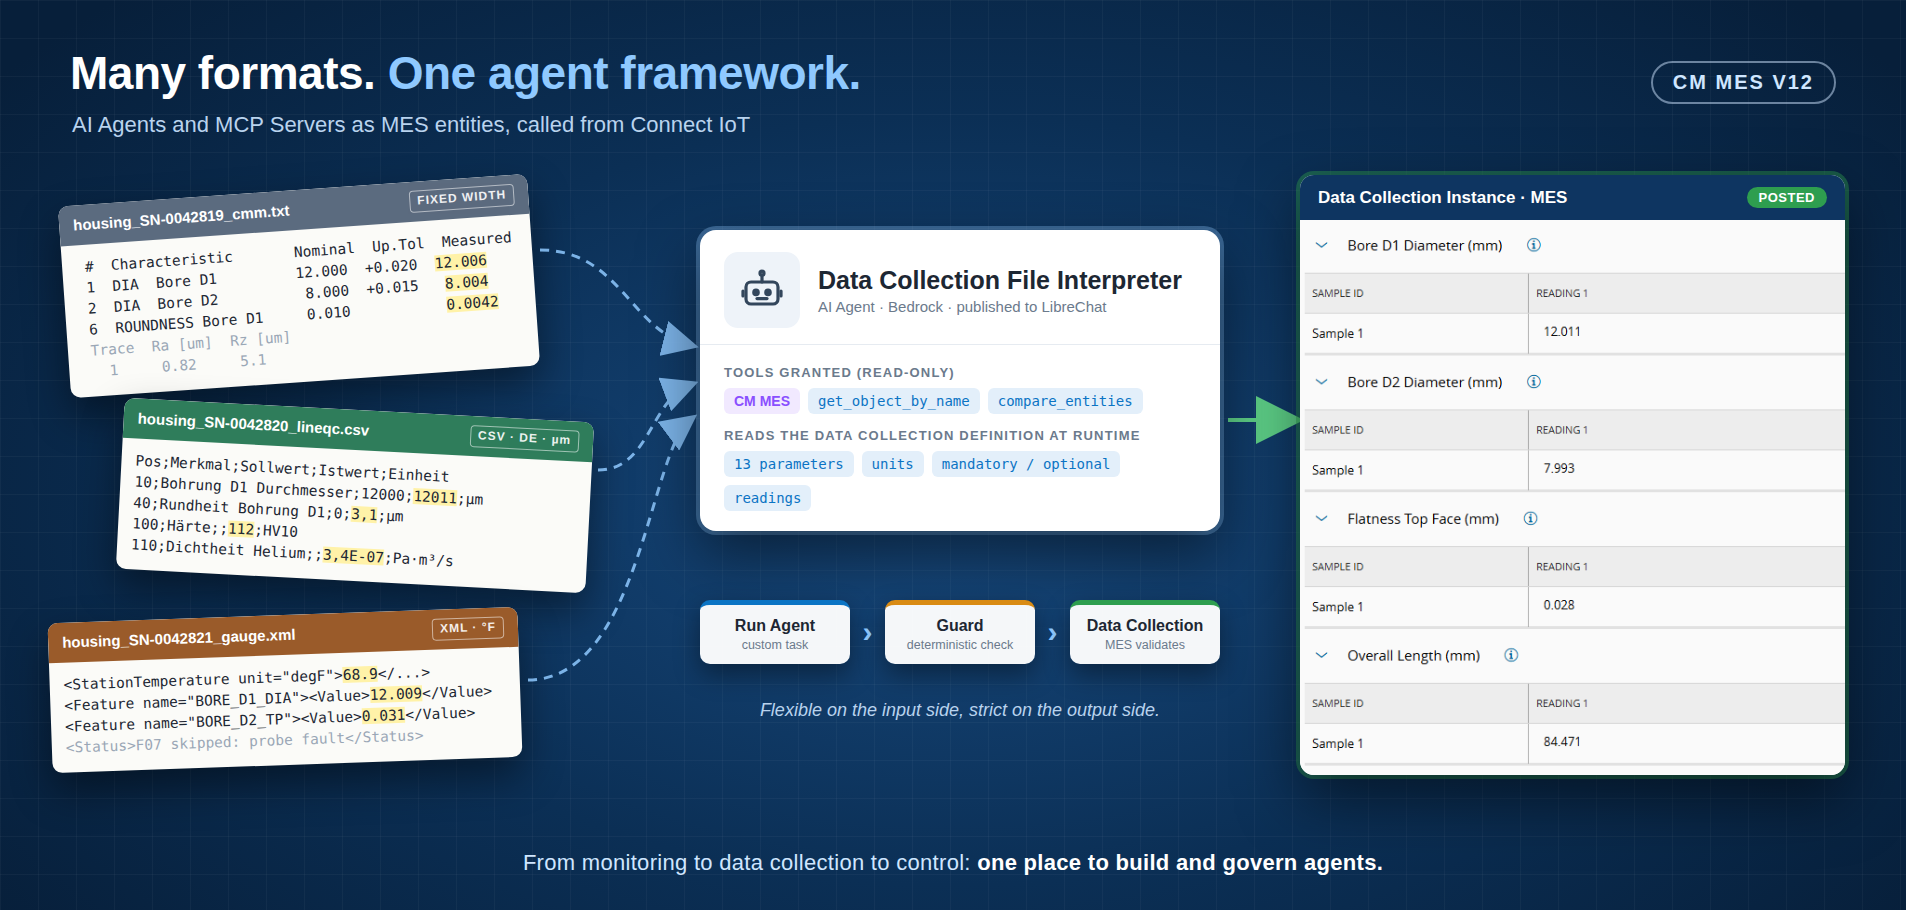 Many formats. One agent framework.
AI Agents and MCP Servers as MES entities, called from Connect IoT
CM MES V12
housing_SN-0042819_cmm.txt
FIXED WIDTH
# Characteristic Nominal Up.Tol Measured
1 DIA Bore D1 12.000 +0.020 12.006
2 DIA Bore D2 8.000 +0.015 8.004
6 ROUNDNESS Bore D1 0.010 0.0042
Trace Ra [um] Rz [um]
1 0.82 5.1
housing_SN-0042820_lineqc.csv
CSV · DE · µm
Pos;Merkmal;Sollwert;Istwert;Einheit
10;Bohrung D1 Durchmesser;12000;12011;µm
40;Rundheit Bohrung D1;0;3,1;µm
100;Härte;;112;HV10
110;Dichtheit Helium;;3,4E-07;Pa·m³/s
housing_SN-0042821_gauge.xml
XML · °F
<StationTemperature unit="degF">68.9</...>
<Feature name="BORE_D1_DIA"><Value>12.009</Value>
<Feature name="BORE_D2_TP"><Value>0.031</Value>
<Status>F07 skipped: probe fault</Status>
Data Collection File Interpreter
AI Agent · Bedrock · published to LibreChat
TOOLS GRANTED (READ-ONLY)
CM MES get_object_by_name compare_entities
READS THE DATA COLLECTION DEFINITION AT RUNTIME
13 parameters units mandatory / optional
readings
Run Agent
custom task
›
Guard
deterministic check
›
Data Collection
MES validates
Flexible on the input side, strict on the output side.
Data Collection Instance · MES
POSTED
Bore D1 Diameter (mm)
SAMPLE ID READING 1
Sample 1 12.011
Bore D2 Diameter (mm)
SAMPLE ID READING 1
Sample 1 7.993
Flatness Top Face (mm)
SAMPLE ID READING 1
Sample 1 0.028
Overall Length (mm)
SAMPLE ID READING 1
Sample 1 84.471
From monitoring to data collection to control: one place to build and govern agents.